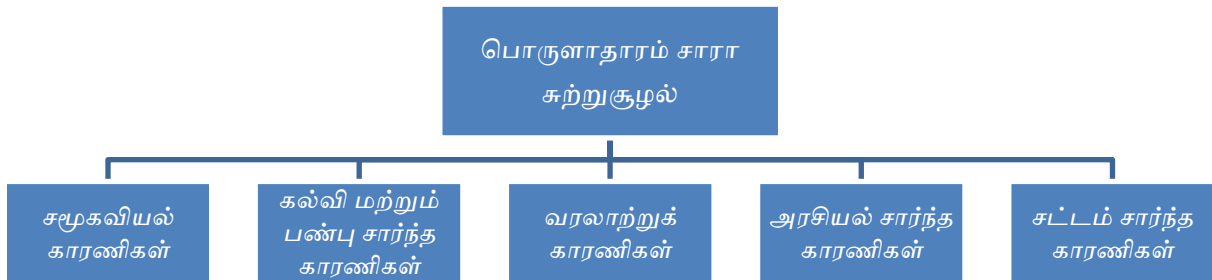 பொருளாதாரம் சாரா
சுற்றுசூழல்
சமூகவியல்
காரணிகள்
கல்வி மற்றும்
பண்பு சார்ந்த
காரணிகள்
வரலாற்றுக்
காரணிகள்
அரசியல் சார்ந்த
காரணிகள்
சட்டம் சார்ந்த
காரணிகள்